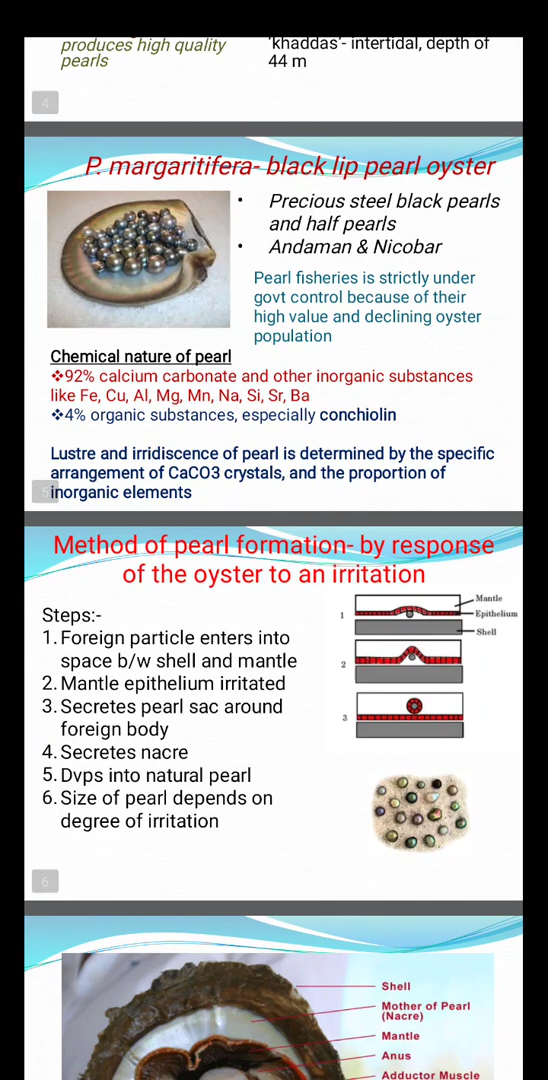 produces high quality
pearls
'khaddas'- intertidal, depth of
44 m
4
P. margaritifera- black lip pearl oyster
• Precious steel black pearls
and half pearls
• Andaman & Nicobar
Pearl fisheries is strictly under
govt control because of their
high value and declining oyster
population
Chemical nature of pearl
❖92% calcium carbonate and other inorganic substances
like Fe, Cu, Al, Mg, Mn, Na, Si, Sr, Ba
❖4% organic substances, especially conchiolin
Lustre and irridiscence of pearl is determined by the specific
arrangement of CaCO3 crystals, and the proportion of
inorganic elements
Method of pearl formation- by response
of the oyster to an irritation
Steps:-
1. Foreign particle enters into
space b/w shell and mantle
2. Mantle epithelium irritated
3. Secretes pearl sac around
foreign body
4. Secretes nacre
5. Dvps into natural pearl
6. Size of pearl depends on
degree of irritation
Mantle
Epithelium
Shell
1
2
3
6
Shell
Mother of Pearl
(Nacre)
Mantle
Anus
Adductor Muscle